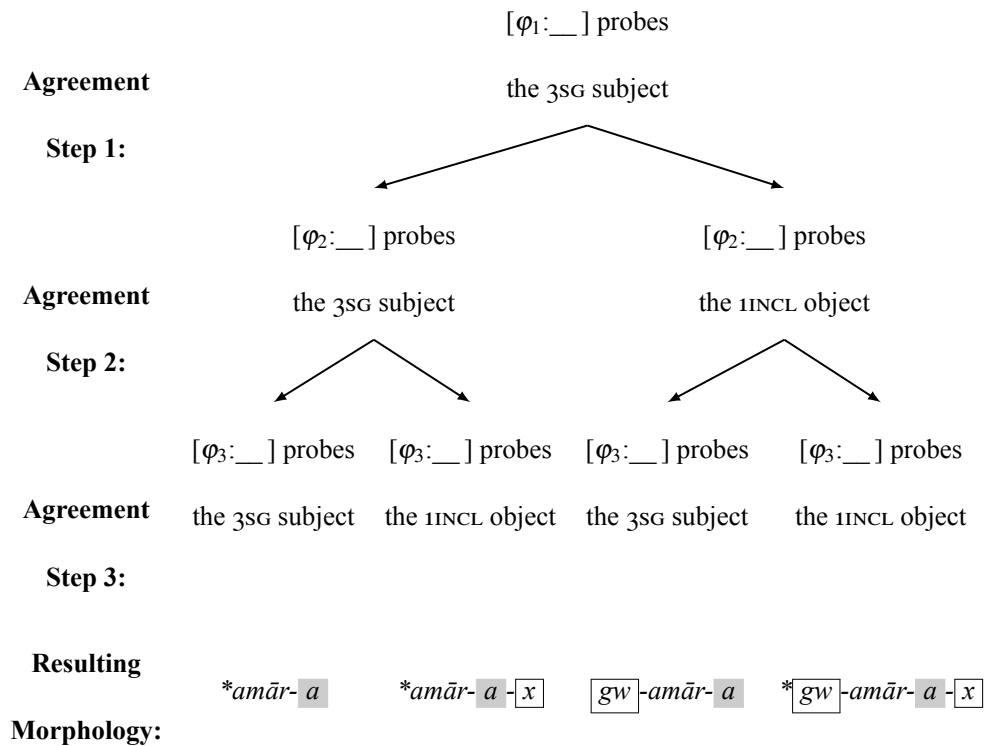 [φ₁:__ ] probes
Agreement
the 3SG subject
Step 1:
[φ₂:__ ] probes [φ₂:__ ] probes
Agreement
the 3SG subject the 1INCL object
Step 2:
[φ₃:__ ] probes [φ₃:__ ] probes [φ₃:__ ] probes [φ₃:__ ] probes
Agreement
the 3SG subject the 1INCL object the 3SG subject the 1INCL object
Step 3:
Resulting
*amār-a *amār-a-x gw-amār-a *gw-amār-a-x
Morphology: